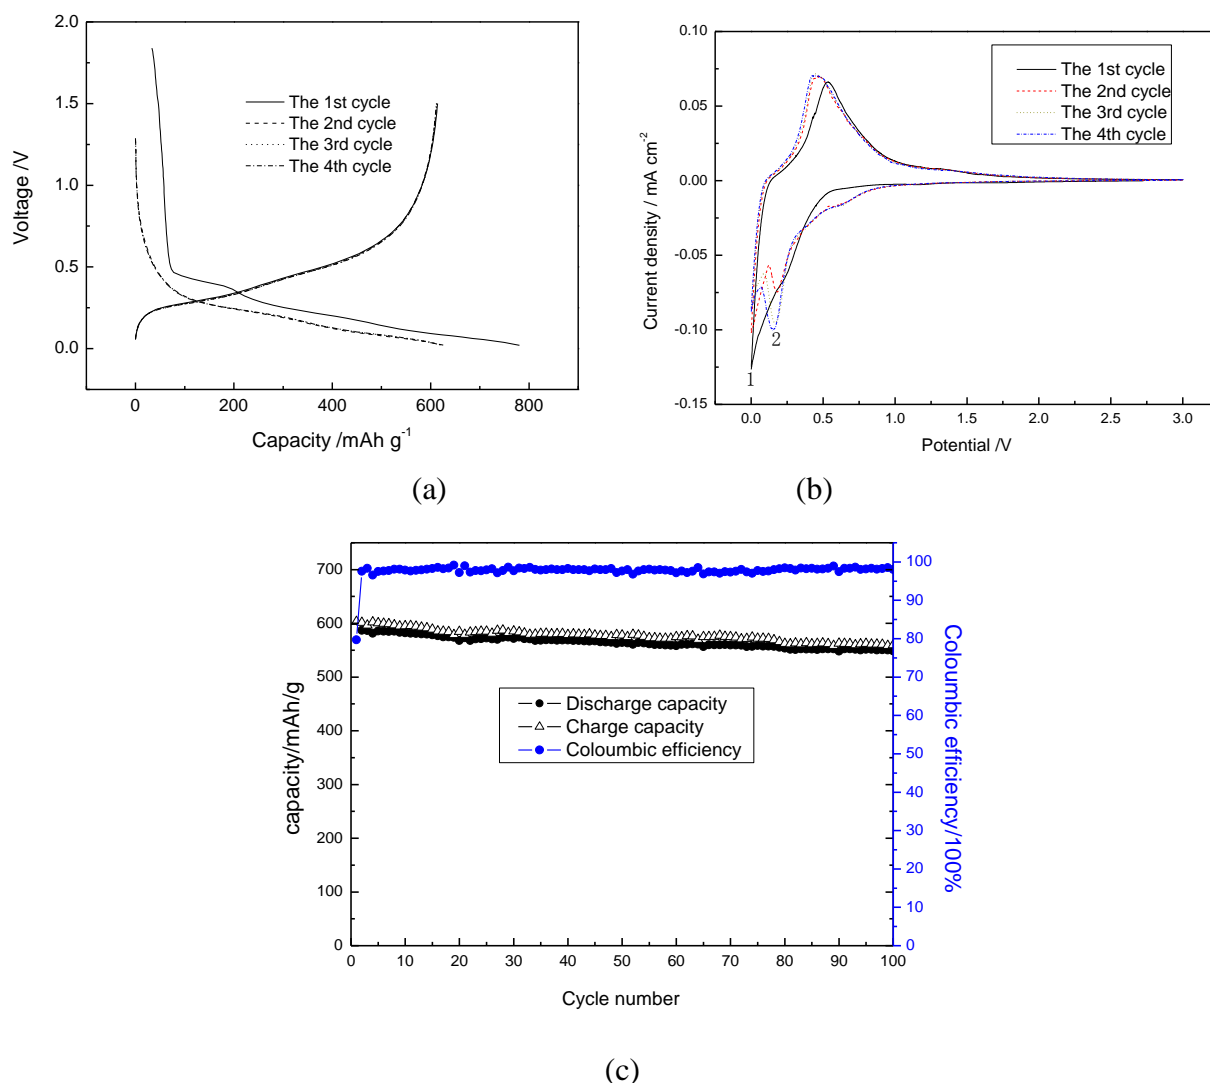 2.0
1.5
1.0
0.5
0.0
Voltage /V
The 1st cycle
The 2nd cycle
The 3rd cycle
The 4th cycle
0
200
400
600
800
Capacity /mAh g-1
(a)
0.10
0.05
0.00
-0.05
-0.10
-0.15
Current density / mA cm-2
The 1st cycle
The 2nd cycle
The 3rd cycle
The 4th cycle
1
2
0.0
0.5
1.0
1.5
2.0
2.5
3.0
Potential /V
(b)
700
600
500
400
300
200
100
0
capacity/mAh/g
Discharge capacity
Charge capacity
Coloumbic efficiency
100
90
80
70
60
50
40
30
20
10
0
Coloumbic efficiency/100%
0
10
20
30
40
50
60
70
80
90
100
Cycle number
(c)